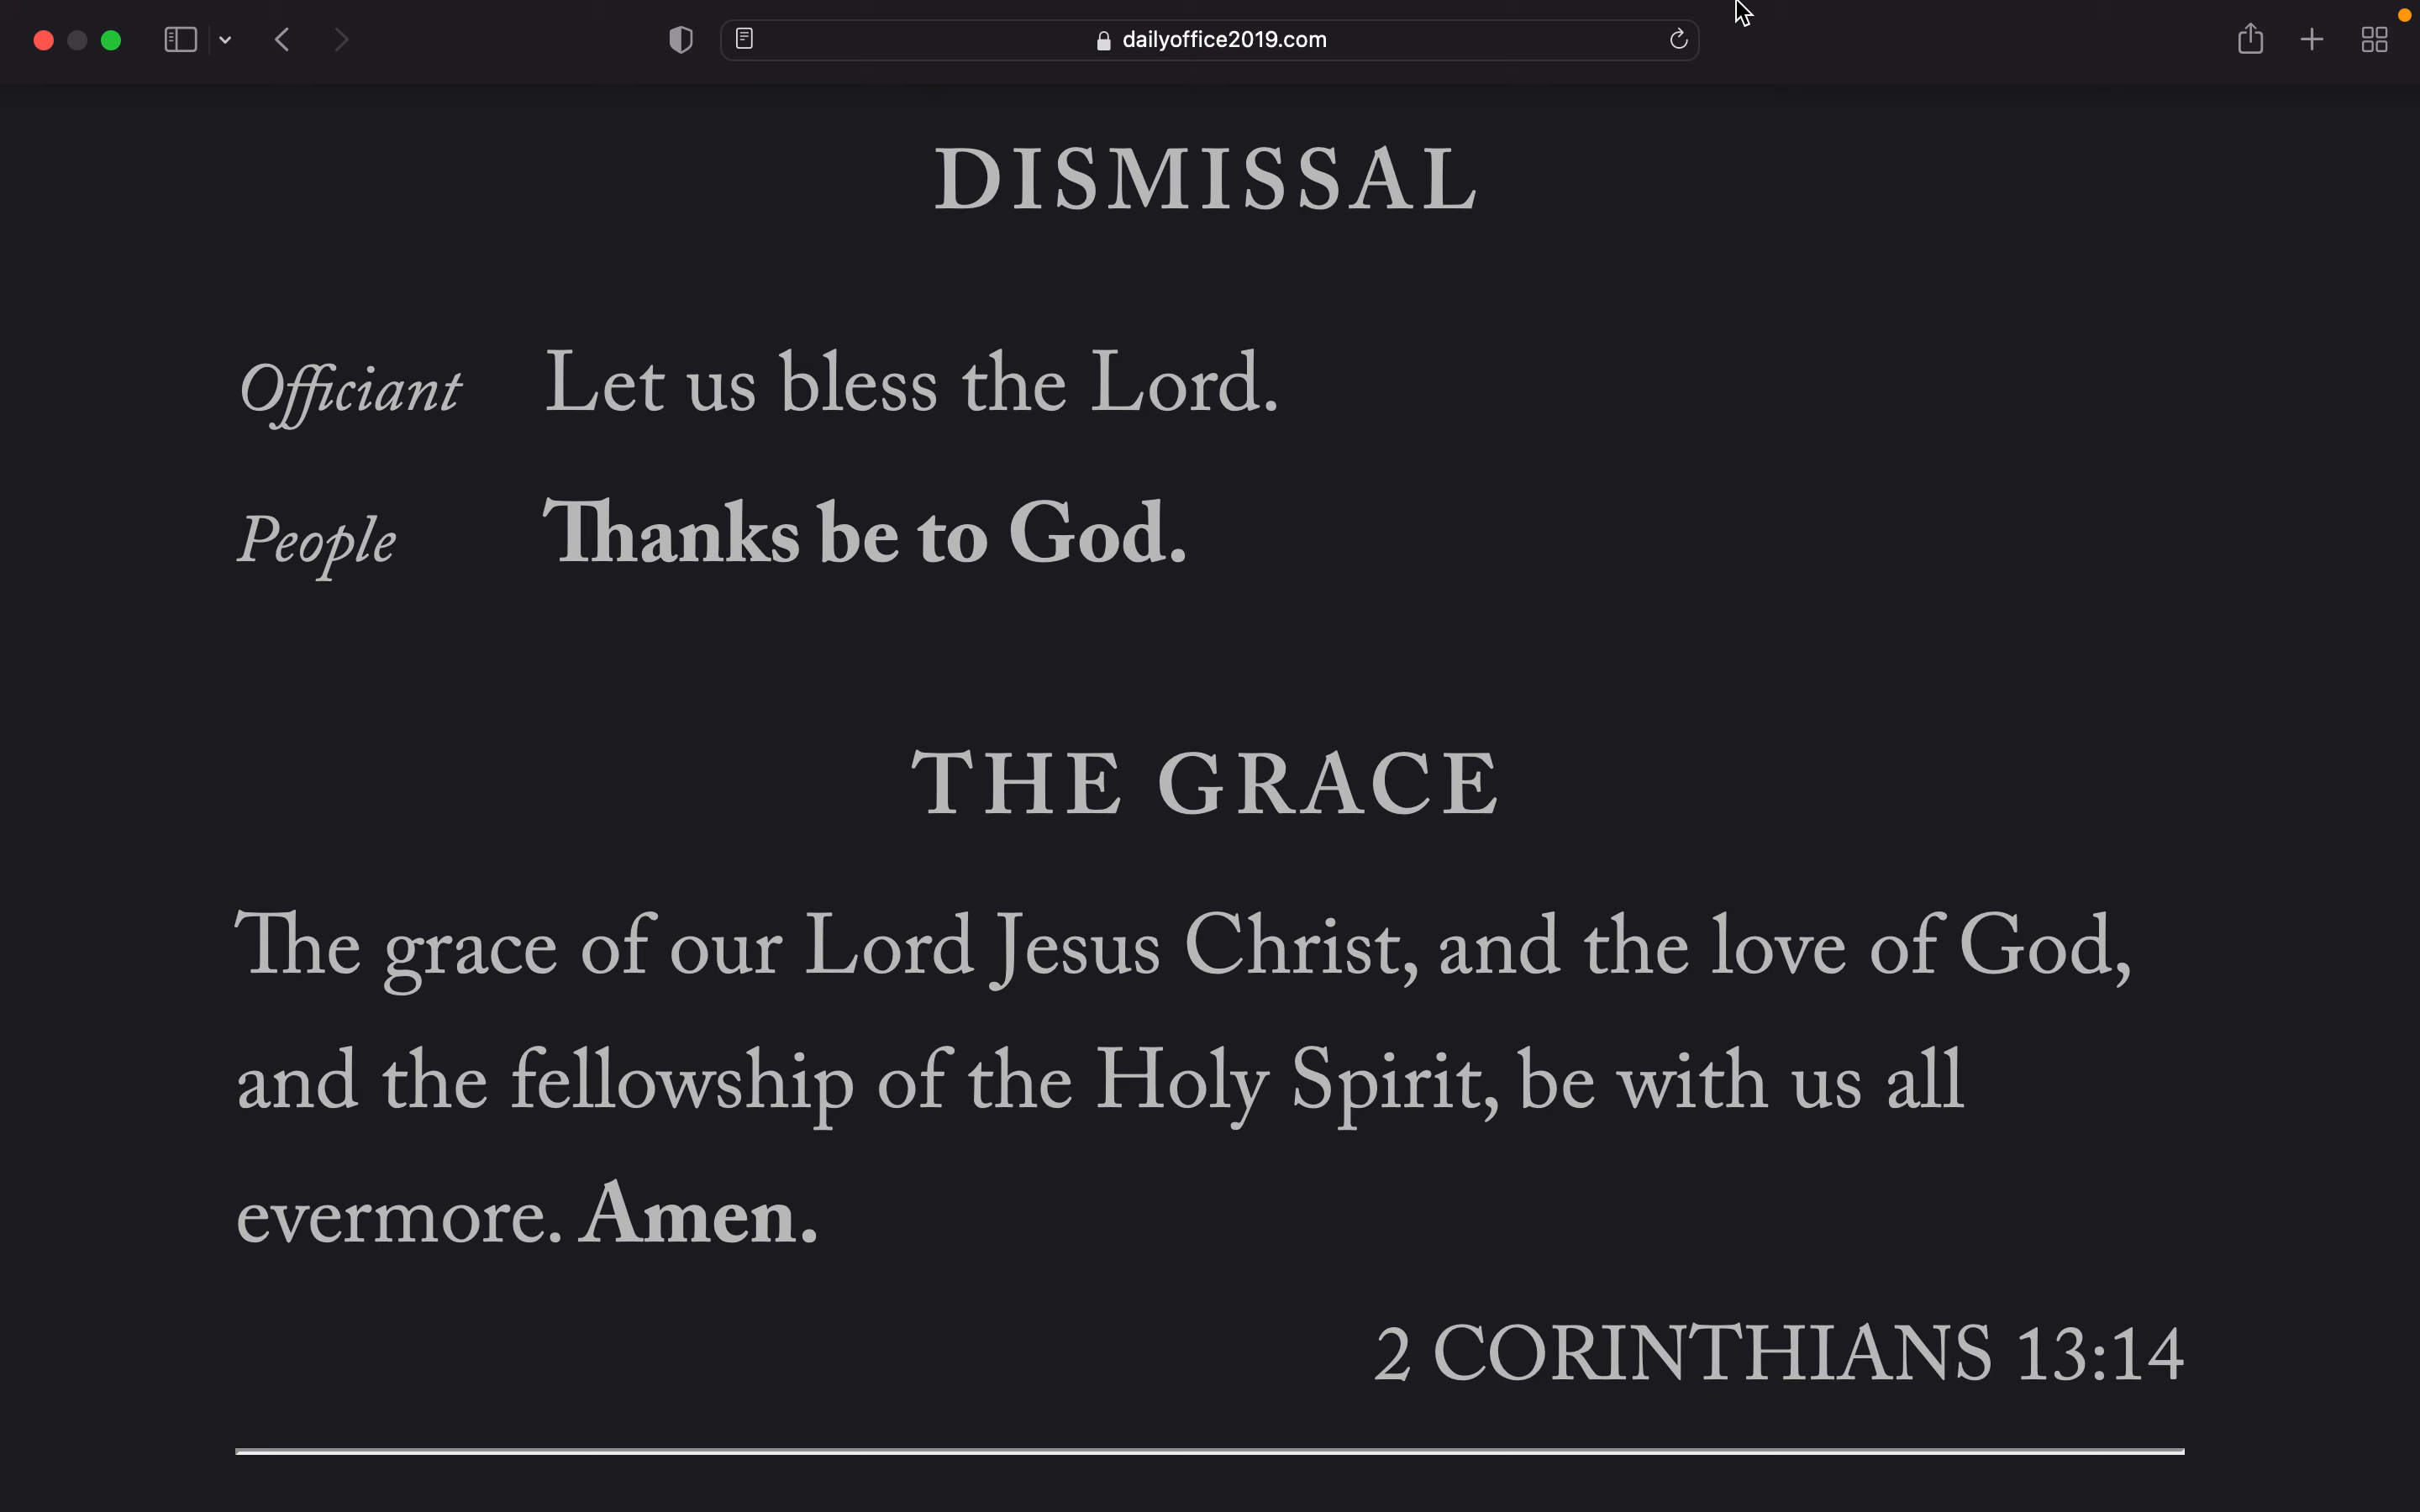 dailyoffice2019.com
DISMISSAL
Officiant Let us bless the Lord.
People Thanks be to God.
THE GRACE
The grace of our Lord Jesus Christ, and the love of God,
and the fellowship of the Holy Spirit, be with us all
evermore. Amen.
2 CORINTHIANS 13:14